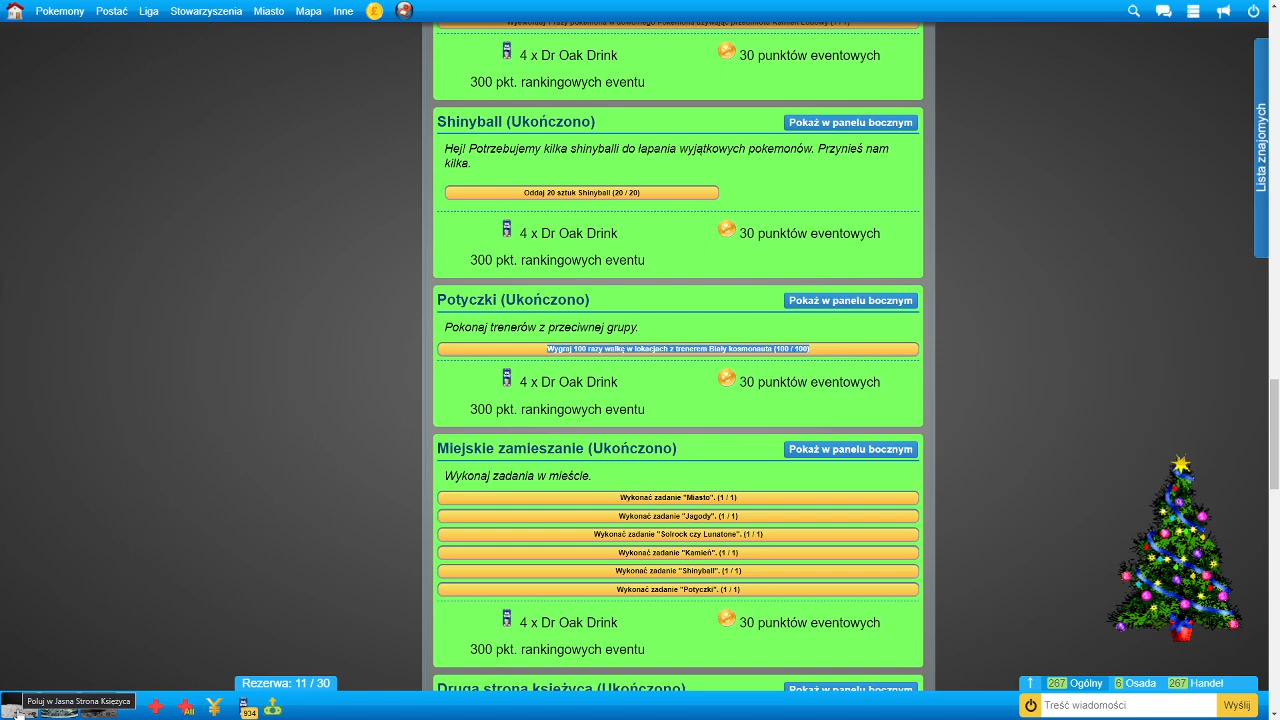 Pokemony Postać Liga Stowarzyszenia Miasto Mapa Inne
Lista znajomych
4 x Dr Oak Drink 30 punktów eventowych
300 pkt. rankingowych eventu
Shinyball (Ukończono) Pokaż w panelu bocznym
Hej! Potrzebujemy kilka shinyballi do łapania wyjątkowych pokemonów. Przynieś nam
kilka.
Oddaj 20 sztuk Shinyball (20 / 20)
4 x Dr Oak Drink 30 punktów eventowych
300 pkt. rankingowych eventu
Potyczki (Ukończono) Pokaż w panelu bocznym
Pokonaj trenerów z przeciwnej grupy.
Wygraj 100 razy walkę w lokacjach z trenerem Biały kosmonauta (100 / 100)
4 x Dr Oak Drink 30 punktów eventowych
300 pkt. rankingowych eventu
Miejskie zamieszanie (Ukończono) Pokaż w panelu bocznym
Wykonaj zadania w mieście.
Wykonać zadanie "Miasto". (1 / 1)
Wykonać zadanie "Jagody". (1 / 1)
Wykonać zadanie "Solrock czy Lunatone". (1 / 1)
Wykonać zadanie "Kamień". (1 / 1)
Wykonać zadanie "Shinyball". (1 / 1)
Wykonać zadanie "Potyczki". (1 / 1)
4 x Dr Oak Drink 30 punktów eventowych
300 pkt. rankingowych eventu
Druga strona księżyca (Ukończono) Pokaż w panelu bocznym
Rezerwa: 11 / 30
267 Ogólny 6 Osada 267 Handel
Poluj w Jasna Strona Księżyca
All
934
Treść wiadomości Wyślij